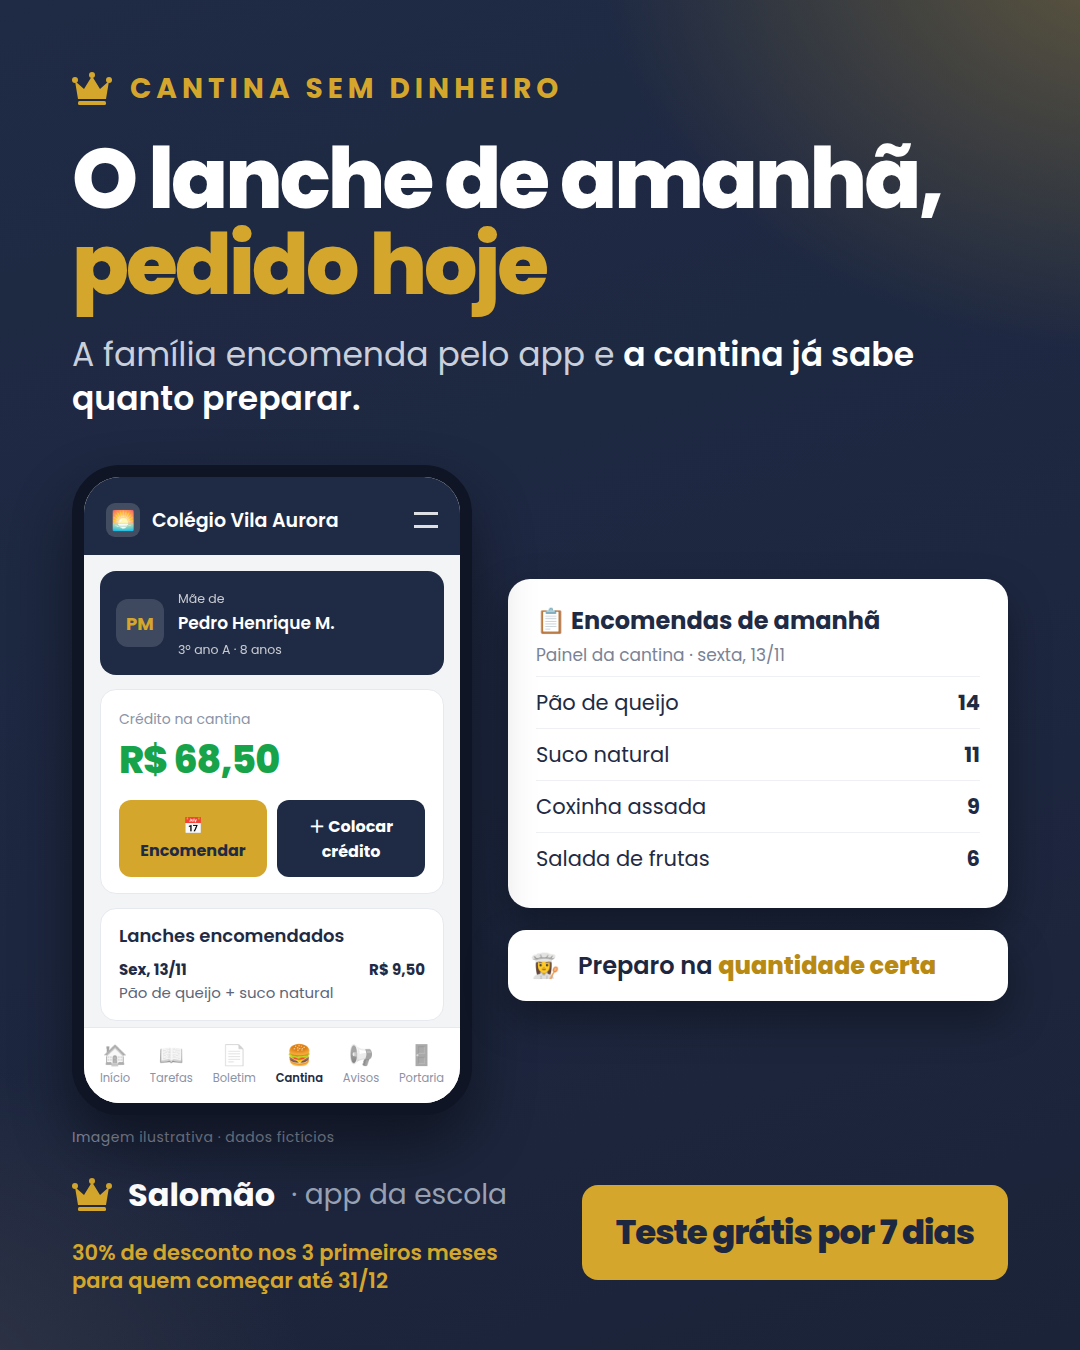 CANTINA SEM DINHEIRO
O lanche de amanhã,
pedido hoje
A família encomenda pelo app e a cantina já sabe
quanto preparar.
Colégio Vila Aurora
PM
Mãe de
Pedro Henrique M.
3º ano A · 8 anos
Crédito na cantina
R$ 68,50
Encomendar
+ Colocar
crédito
Lanches encomendados
Sex, 13/11 R$ 9,50
Pão de queijo + suco natural
Início Tarefas Boletim Cantina Avisos Portaria
Encomendas de amanhã
Painel da cantina · sexta, 13/11
Pão de queijo 14
Suco natural 11
Coxinha assada 9
Salada de frutas 6
Preparo na quantidade certa
Imagem ilustrativa · dados fictícios
Salomão · app da escola
30% de desconto nos 3 primeiros meses
para quem começar até 31/12
Teste grátis por 7 dias